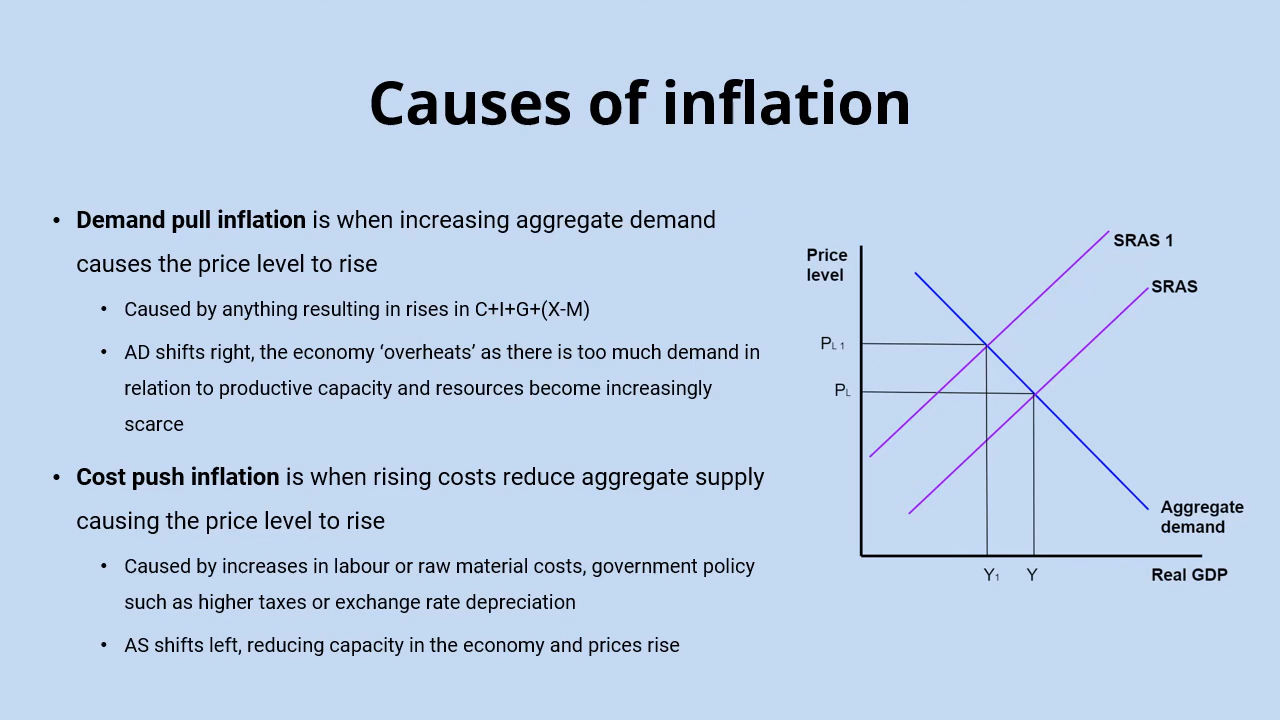 Causes of inflation
• Demand pull inflation is when increasing aggregate demand
causes the price level to rise
• Caused by anything resulting in rises in C+I+G+(X-M)
• AD shifts right, the economy ‘overheats’ as there is too much demand in
relation to productive capacity and resources become increasingly
scarce
• Cost push inflation is when rising costs reduce aggregate supply
causing the price level to rise
• Caused by increases in labour or raw material costs, government policy
such as higher taxes or exchange rate depreciation
• AS shifts left, reducing capacity in the economy and prices rise
Price
level
SRAS 1
SRAS
PL 1
PL
Aggregate
demand
Y1 Y
Real GDP